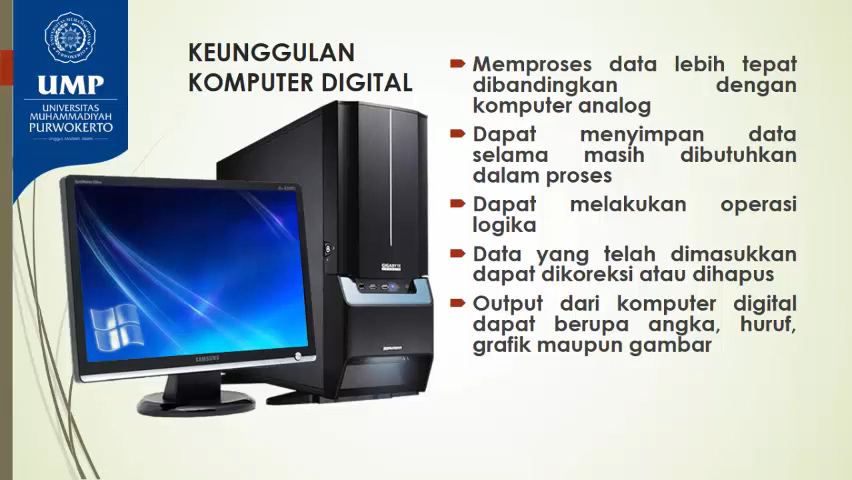 UMP
UNIVERSITAS
MUHAMMADIYAH
PURWOKERTO
KEUNGGULAN
KOMPUTER DIGITAL
Memproses data lebih tepat
dibandingkan dengan
komputer analog
Dapat menyimpan data
selama masih dibutuhkan
dalam proses
Dapat melakukan operasi
logika
Data yang telah dimasukkan
dapat dikoreksi atau dihapus
Output dari komputer digital
dapat berupa angka, huruf,
grafik maupun gambar
GIGABYTE
SAMSUNG